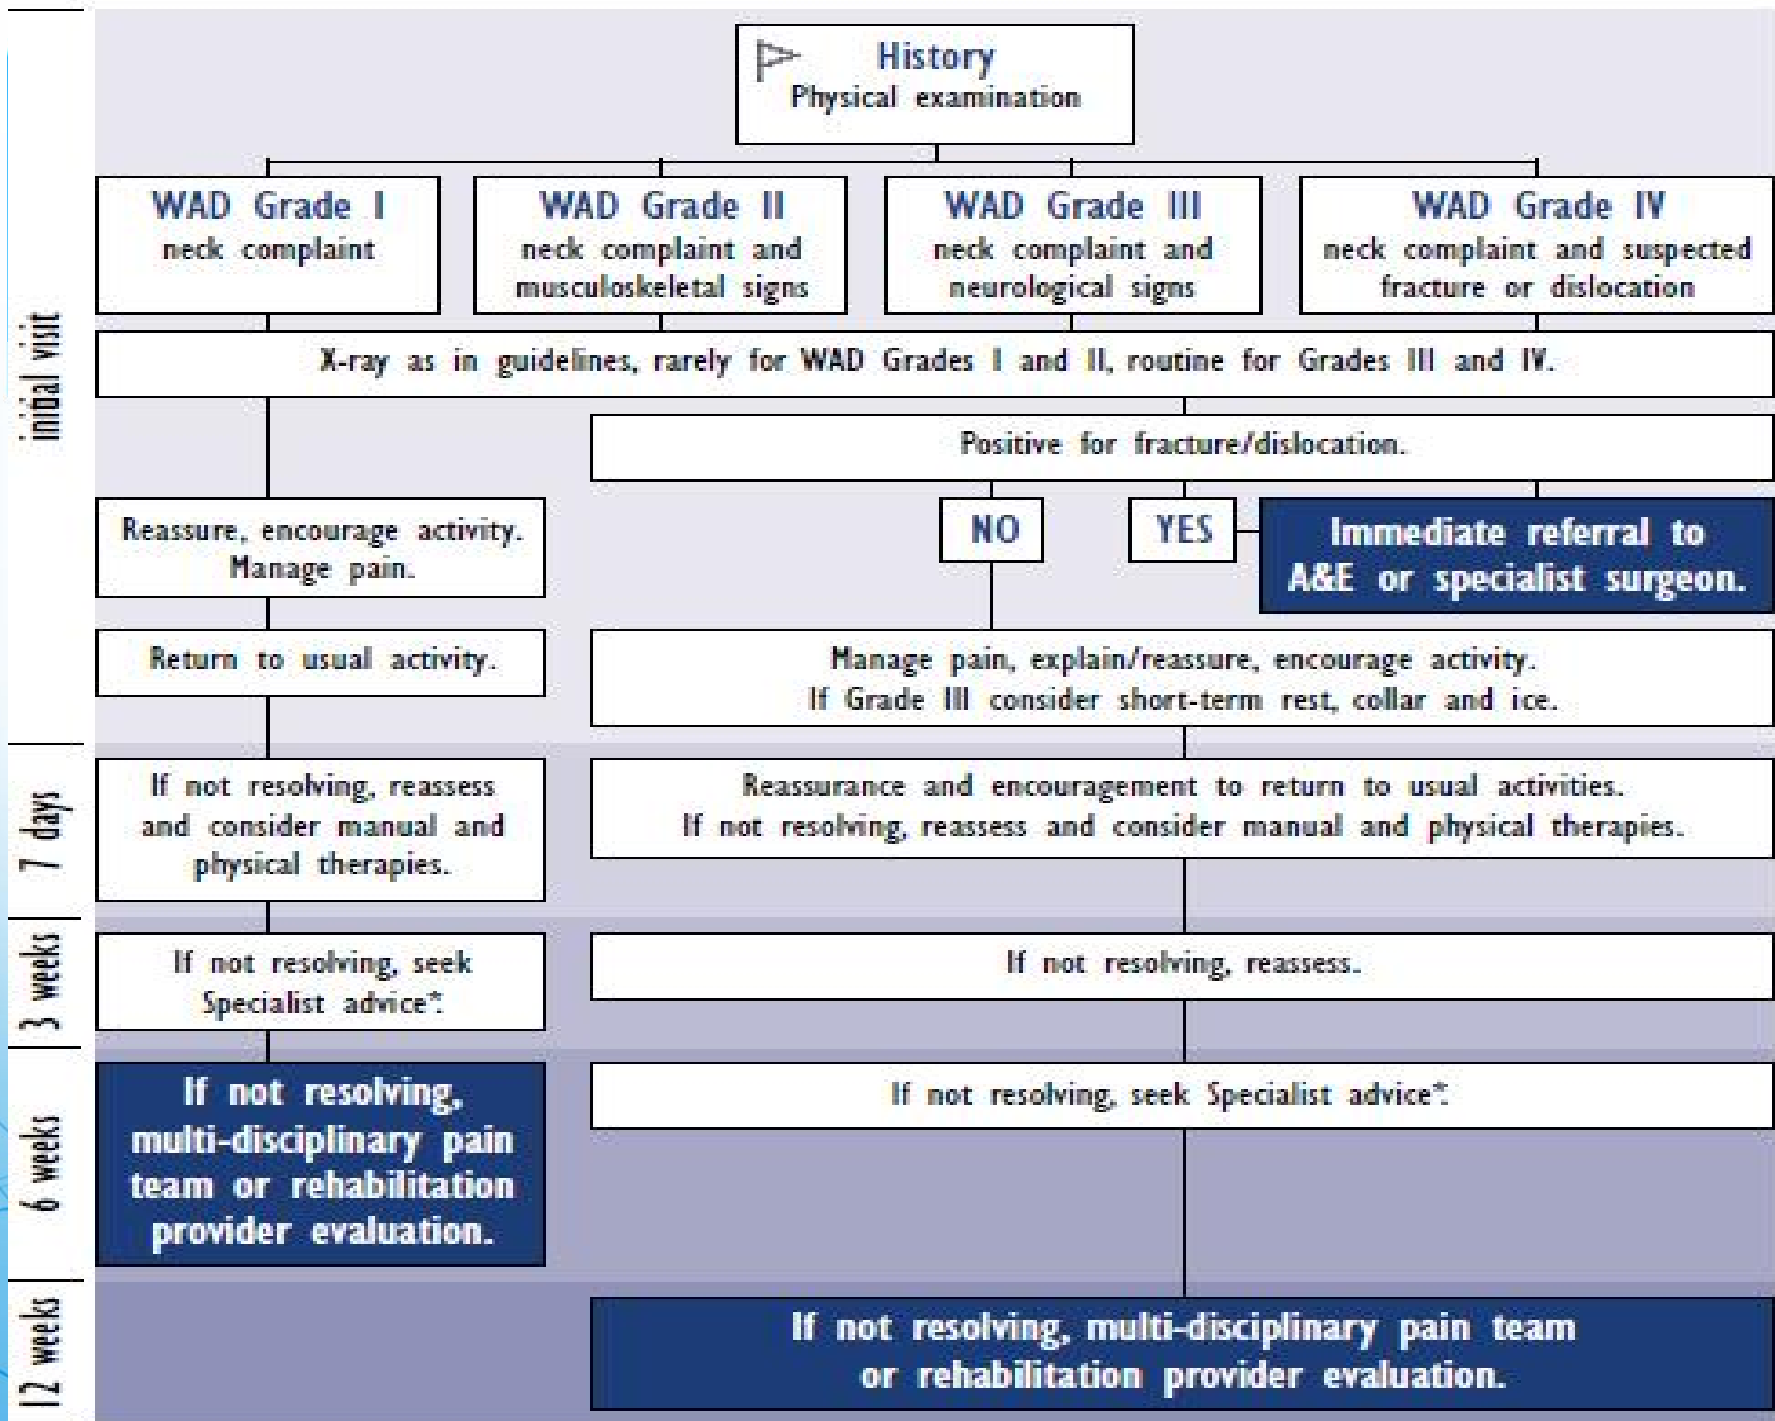 History
Physical examination
WAD Grade I
neck complaint
WAD Grade II
neck complaint and
musculoskeletal signs
WAD Grade III
neck complaint and
neurological signs
WAD Grade IV
neck complaint and suspected
fracture or dislocation
initial visit
X-ray as in guidelines, rarely for WAD Grades I and II, routine for Grades III and IV.
Positive for fracture/dislocation.
NO
YES
Immediate referral to
A&E or specialist surgeon.
Reassure, encourage activity.
Manage pain.
Return to usual activity.
Manage pain, explain/reassure, encourage activity.
If Grade III consider short-term rest, collar and ice.
7 days
If not resolving, reassess
and consider manual and
physical therapies.
Reassurance and encouragement to return to usual activities.
If not resolving, reassess and consider manual and physical therapies.
3 weeks
If not resolving, seek
Specialist advice*.
If not resolving, reassess.
6 weeks
If not resolving,
multi-disciplinary pain
team or rehabilitation
provider evaluation.
If not resolving, seek Specialist advice*.
12 weeks
If not resolving, multi-disciplinary pain team
or rehabilitation provider evaluation.